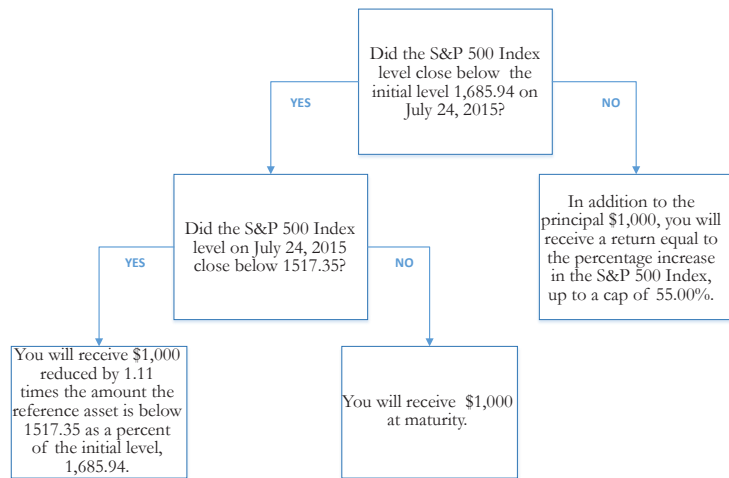 Did the S&P 500 Index
level close below the
initial level 1,685.94 on
July 24, 2015?
YES
NO
Did the S&P 500 Index
level on July 24, 2015
close below 1517.35?
In addition to the
principal $1,000, you will
receive a return equal to
the percentage increase
in the S&P 500 Index,
up to a cap of 55.00%.
YES
NO
You will receive $1,000
reduced by 1.11
times the amount the
reference asset is below
1517.35 as a percent
of the initial level,
1,685.94.
You will receive $1,000
at maturity.